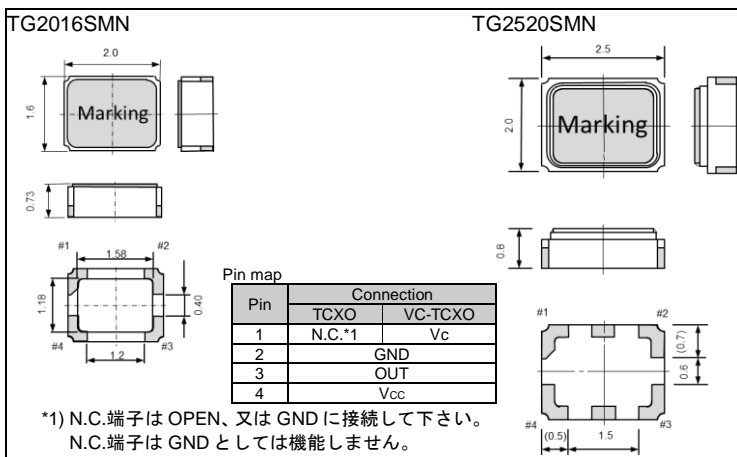 TG2016SMN
2.0
1.6
Marking
0.73
#1
#2
1.58
1.18
0.40
#4
#3
1.2
TG2520SMN
2.5
2.0
Marking
0.8
#1
#2
(0.7)
0.6
#4
#3
(0.5)
1.5
Pin map
Pin Connection
TCXO VC-TCXO
1 N.C.*1 Vc
2 GND
3 OUT
4 Vcc
*1) N.C.端子は OPEN、又は GND に接続して下さい。
N.C.端子は GND としては機能しません。